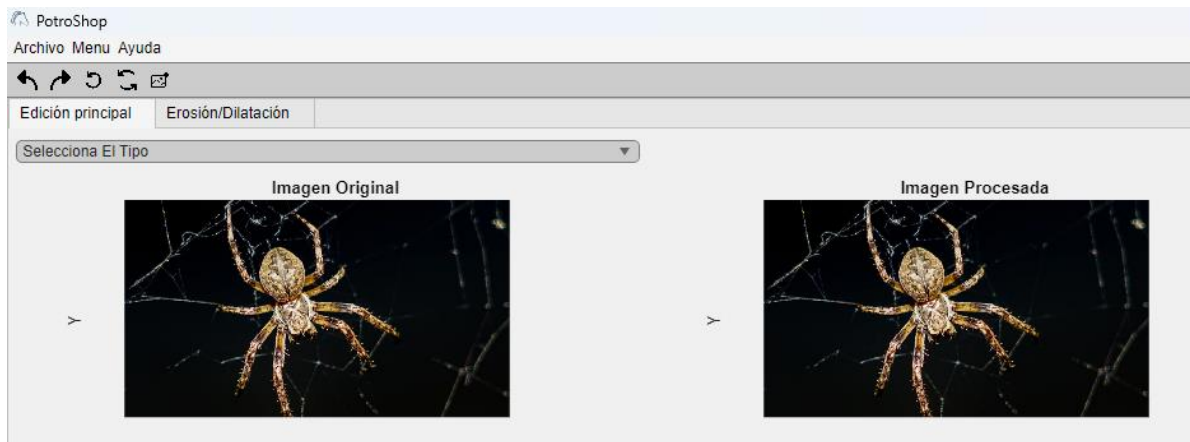 PotroShop
Archivo Menu Ayuda
Edición principal Erosión/Dilatación
Selecciona El Tipo
Imagen Original Imagen Procesada
Y Y